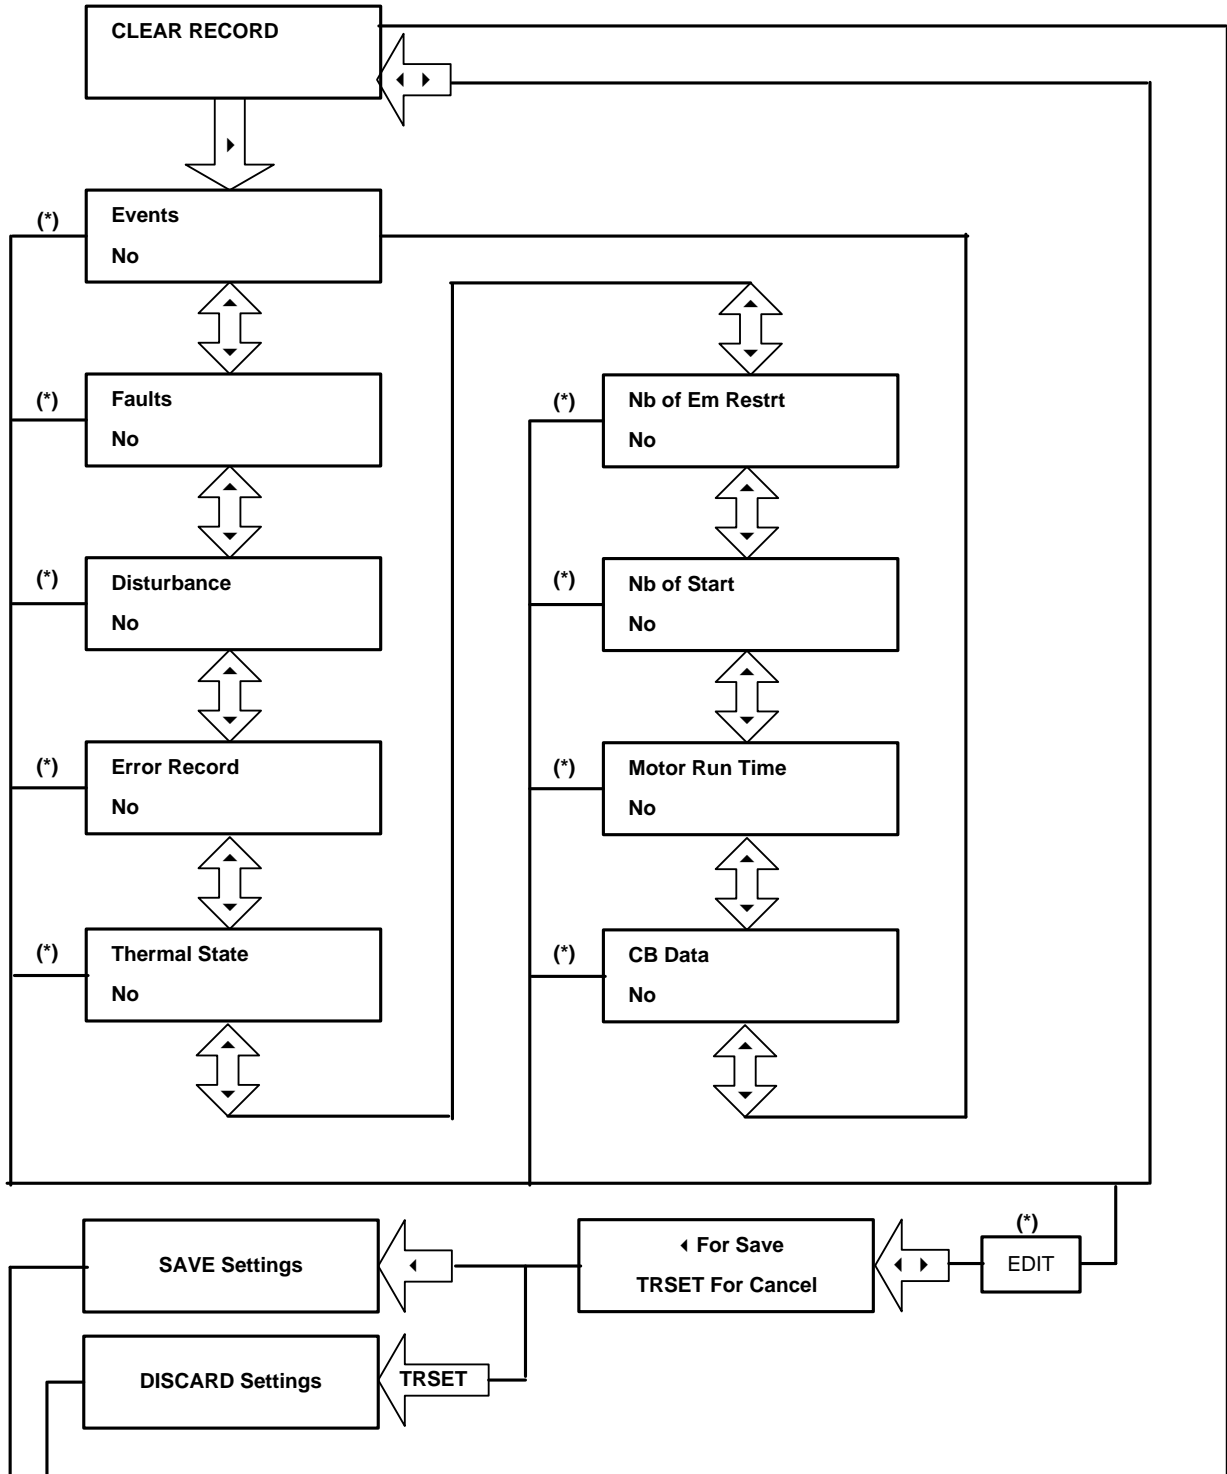 CLEAR RECORD
(*)
Events
No
(*)
Faults
No
(*)
Disturbance
No
(*)
Error Record
No
(*)
Thermal State
No
(*)
Nb of Em Restrt
No
(*)
Nb of Start
No
(*)
Motor Run Time
No
(*)
CB Data
No
(*)
EDIT
For Save
TRSET For Cancel
SAVE Settings
TRSET
DISCARD Settings